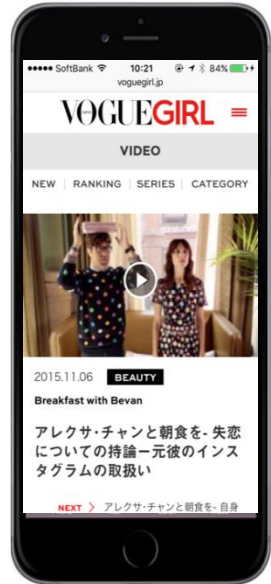 SoftBank 10:21 84%
voguegirl.jp
VOGUE GIRL
VIDEO
NEW | RANKING | SERIES | CATEGORY
2015.11.06 BEAUTY
Breakfast with Bevan
アレクサ・チャンと朝食を- 失恋
についての持論ー元彼のインス
タグラムの取扱い
NEXT 〉 アレクサ・チャンと朝食を- 自身